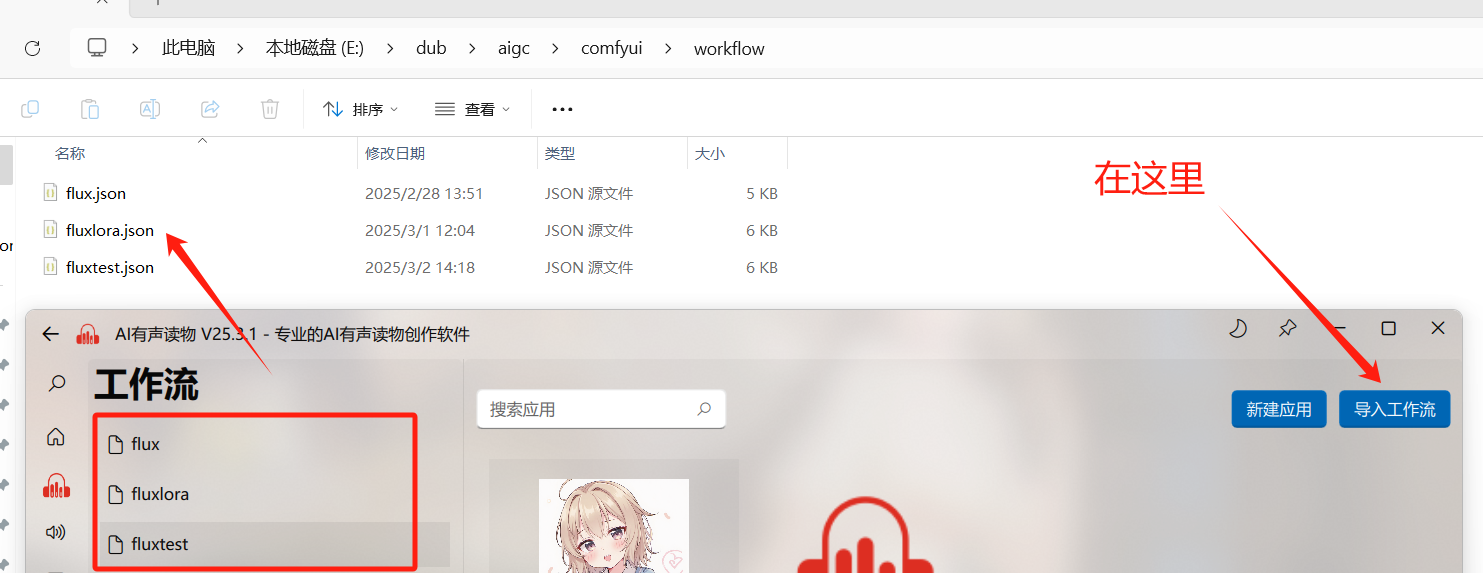 此电脑 > 本地磁盘 (E:) > dub > aigc > comfyui > workflow
排序 查看 •••
名称 修改日期 类型 大小
flux.json 2025/2/28 13:51 JSON 源文件 5 KB
在这里
fluxlora.json 2025/3/1 12:04 JSON 源文件 6 KB
fluxtest.json 2025/3/2 14:18 JSON 源文件 6 KB
AI有声读物 V25.3.1 - 专业的AI有声读物创作软件
工作流
搜索应用
新建应用 导入工作流
flux
fluxlora
fluxtest